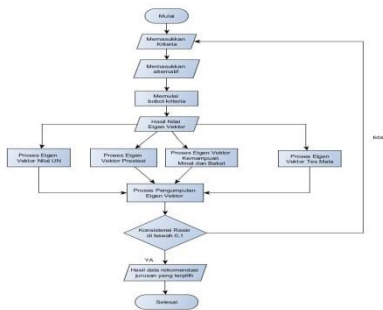 Mulai
Memasukkan
Kriteria
Memasukkan
alternatif
Memulai
Bobot kriteria
Hasil Nilai
Eigen Vektor
Proses Eigen
Vektor Nilai UN
Proses Eigen
Vektor Prestasi
Proses Eigen Vektor
Kemampuan
Minat dan Bakat
Proses Eigen
Vektor Tes Mata
Proses Pengumpulan
Eigen Vektor
Konsistensi Rasio
di bawah 0.1
YA
Hasil data rekomendasi
jurusan yang terpilih
Selesai